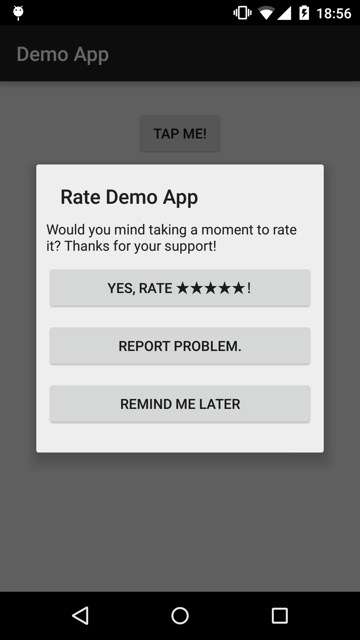 18:56
Demo App
TAP ME!
Rate Demo App
Would you mind taking a moment to rate
it? Thanks for your support!
YES, RATE ★★★★★!
REPORT PROBLEM.
REMIND ME LATER